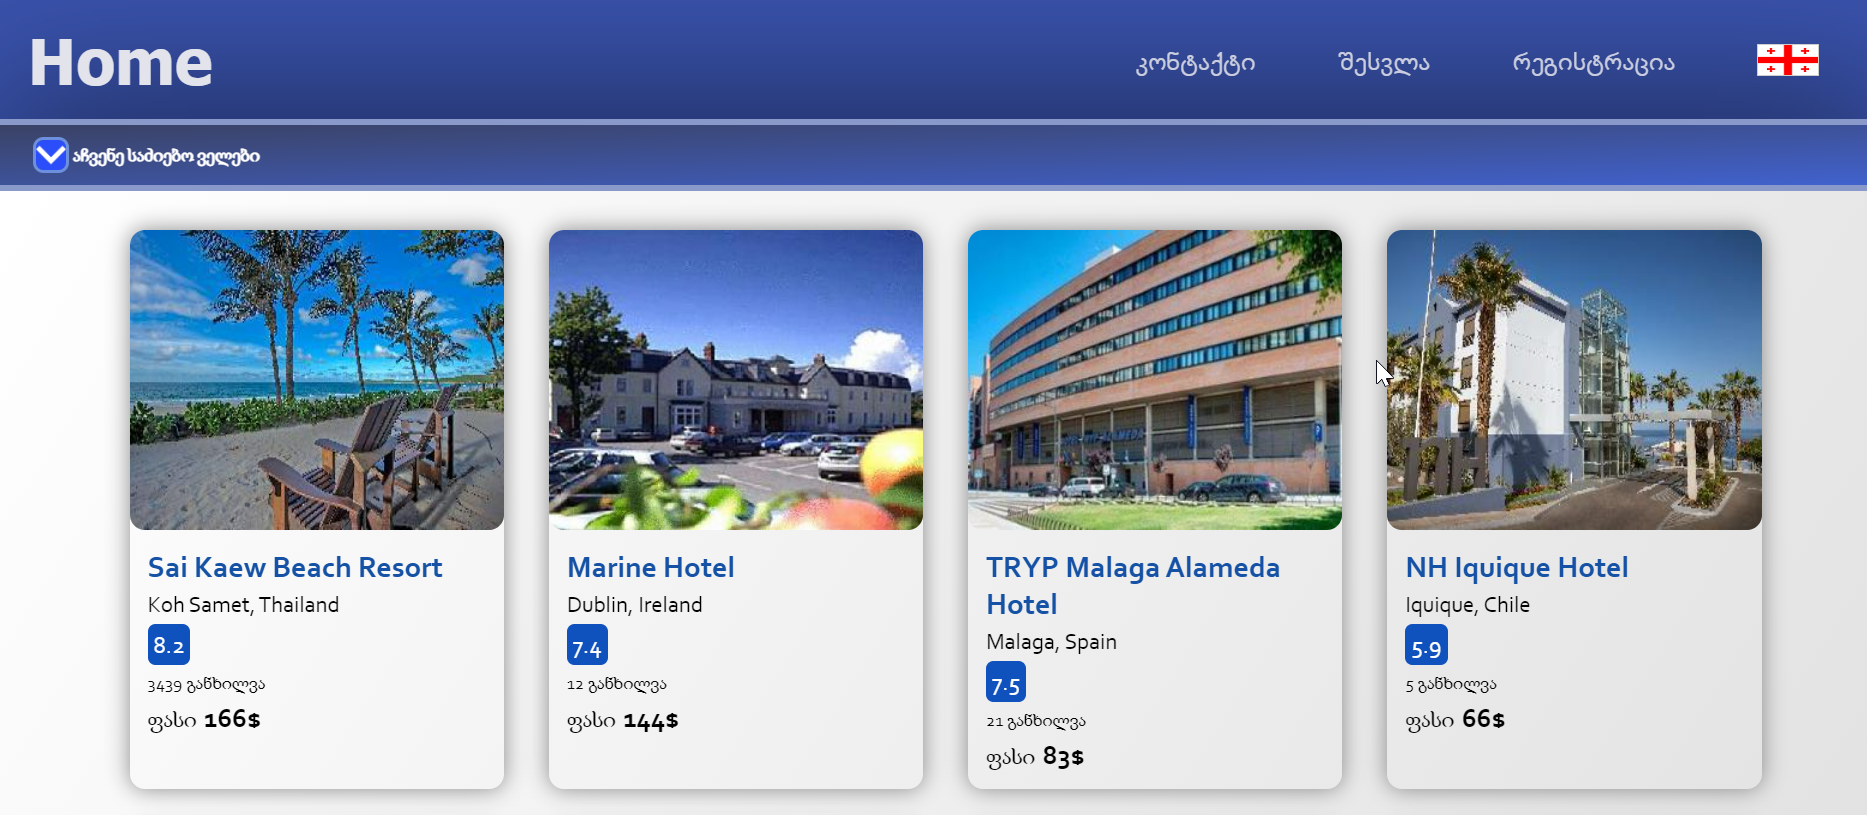 Home
კონტაქტი
შესვლა
რეგისტრაცია
აჩვენე საძიებო ველები
Sai Kaew Beach Resort
Koh Samet, Thailand
8.2
3439 განხილვა
ფასი 166$
Marine Hotel
Dublin, Ireland
7.4
12 განხილვა
ფასი 144$
TRYP Malaga Alameda
Hotel
Malaga, Spain
7.5
21 განხილვა
ფასი 83$
NH Iquique Hotel
Iquique, Chile
5.9
5 განხილვა
ფასი 66$